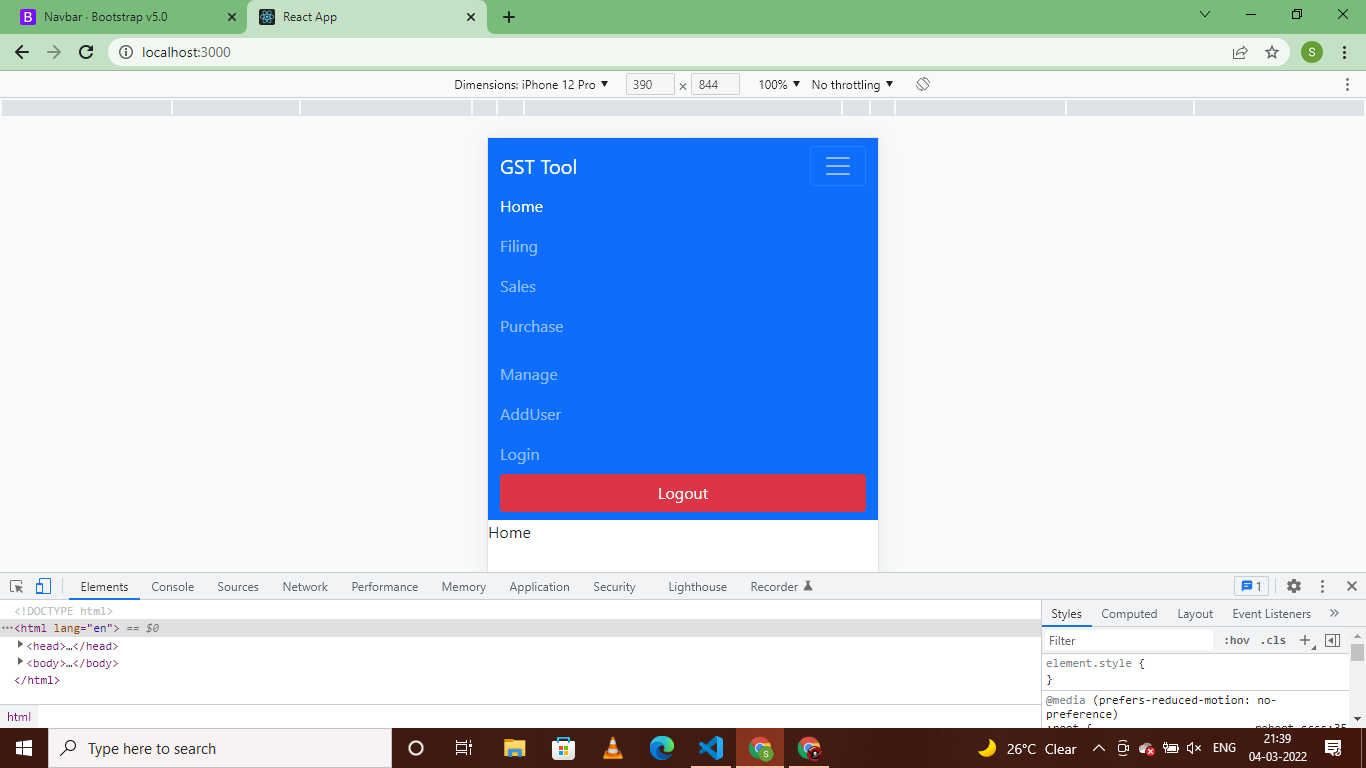 Navbar · Bootstrap v5.0
React App
localhost:3000
S
Dimensions: iPhone 12 Pro 390 × 844 100% No throttling
GST Tool
Home
Filing
Sales
Purchase
Manage
AddUser
Login
Logout
Home
Elements Console Sources Network Performance Memory Application Security Lighthouse Recorder 1
<!DOCTYPE html>
···<html lang="en"> == $0
<head>…</head>
<body>…</body>
</html>
html
Styles Computed Layout Event Listeners »
Filter :hov .cls +
element.style {
}
@media (prefers-reduced-motion: no-
preference)
:root { reboot.scss:35
Type here to search
26°C Clear
ENG
21:39
04-03-2022